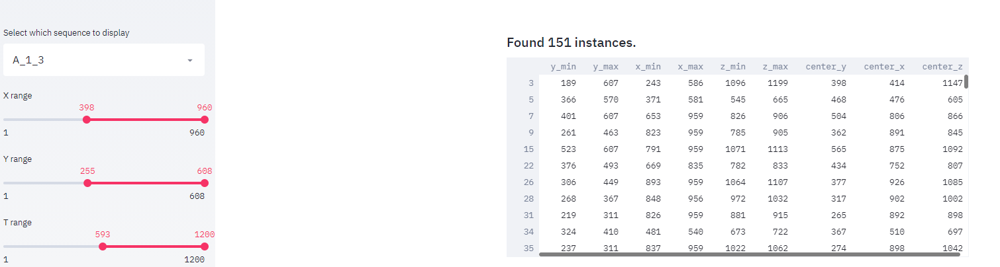 Select which sequence to display
A_1_3
X range
398 960
1 960
Y range
255 608
1 608
T range
593 1200
1 1200
Found 151 instances.
y_min y_max x_min x_max z_min z_max center_y center_x center_z
3 189 607 243 586 1096 1199 398 414 1147
5 366 570 371 581 545 665 468 476 605
7 401 607 653 959 826 906 504 806 866
9 261 463 823 959 785 905 362 891 845
15 523 607 791 959 1071 1113 565 875 1092
22 376 493 669 835 782 833 434 752 807
26 306 449 893 959 1064 1107 377 926 1085
28 268 367 848 956 972 1032 317 902 1002
31 219 311 826 959 881 915 265 892 898
34 324 410 481 540 673 722 367 510 697
35 237 311 837 959 1022 1062 274 898 1042